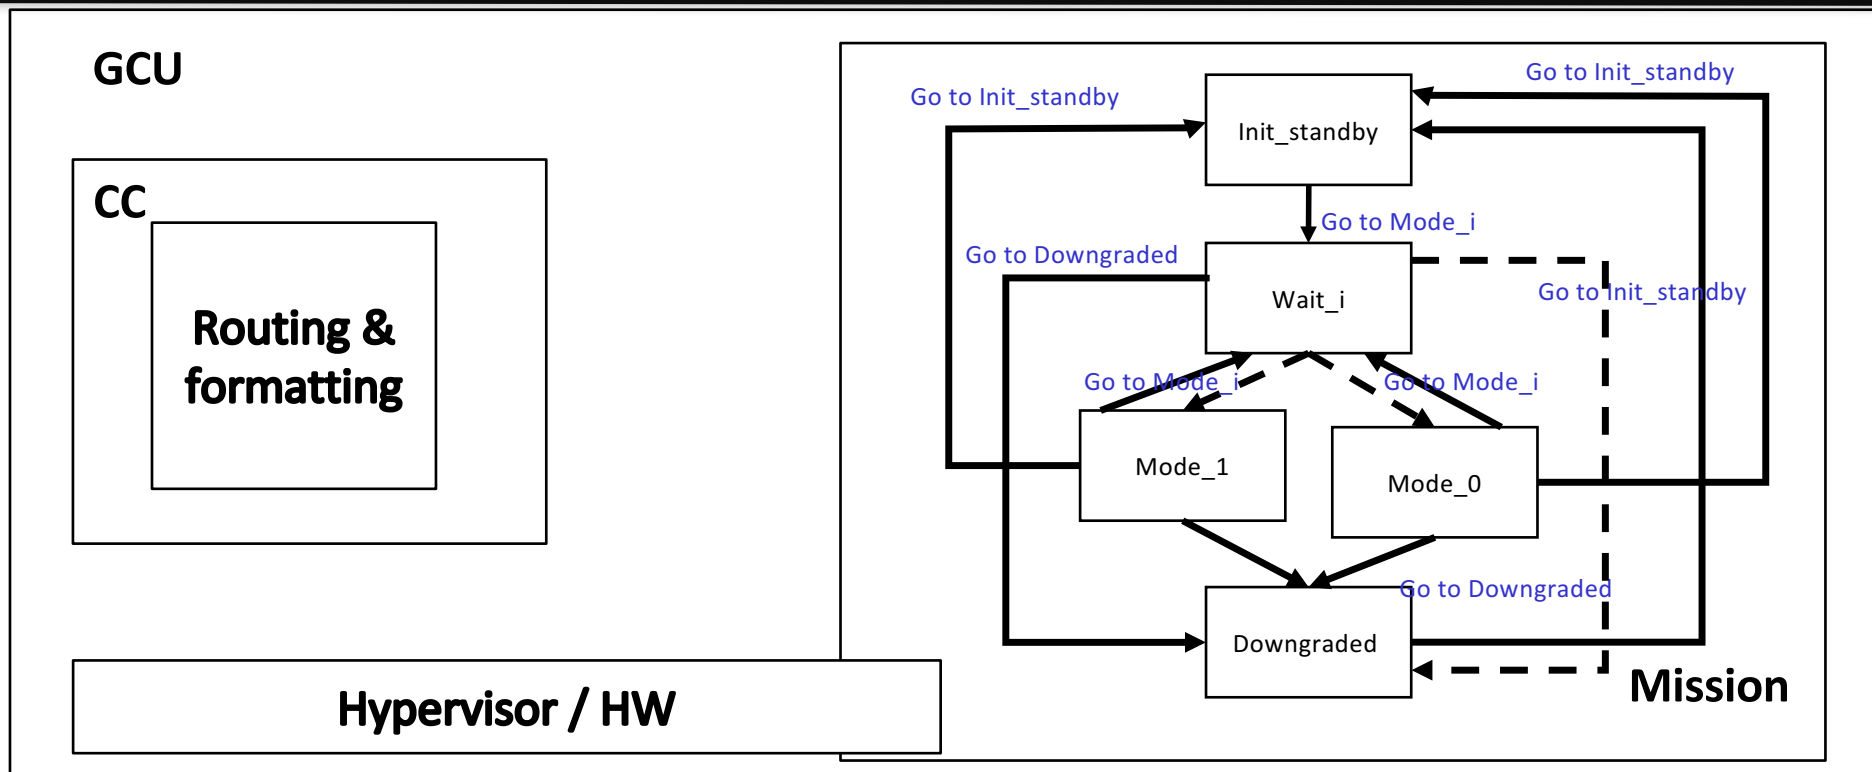 GCU
CC
Routing &
formatting
Hypervisor / HW
Go to Init_standby
Go to Init_standby
Init_standby
Go to Mode_i
Go to Downgraded
Wait_i
Go to Init_standby
Go to Mode_i
Go to Mode_i
Mode_1
Mode_0
Go to Downgraded
Downgraded
Mission